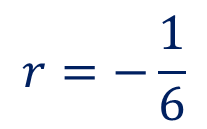 r = −1/6